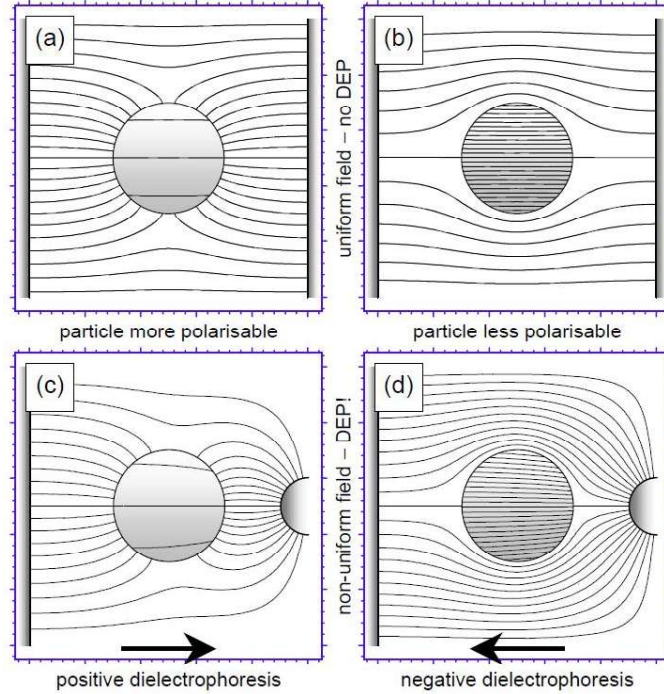 (a)
(b)
uniform field – no DEP
particle more polarisable
particle less polarisable
(c)
(d)
non-uniform field – DEP!
positive dielectrophoresis
negative dielectrophoresis